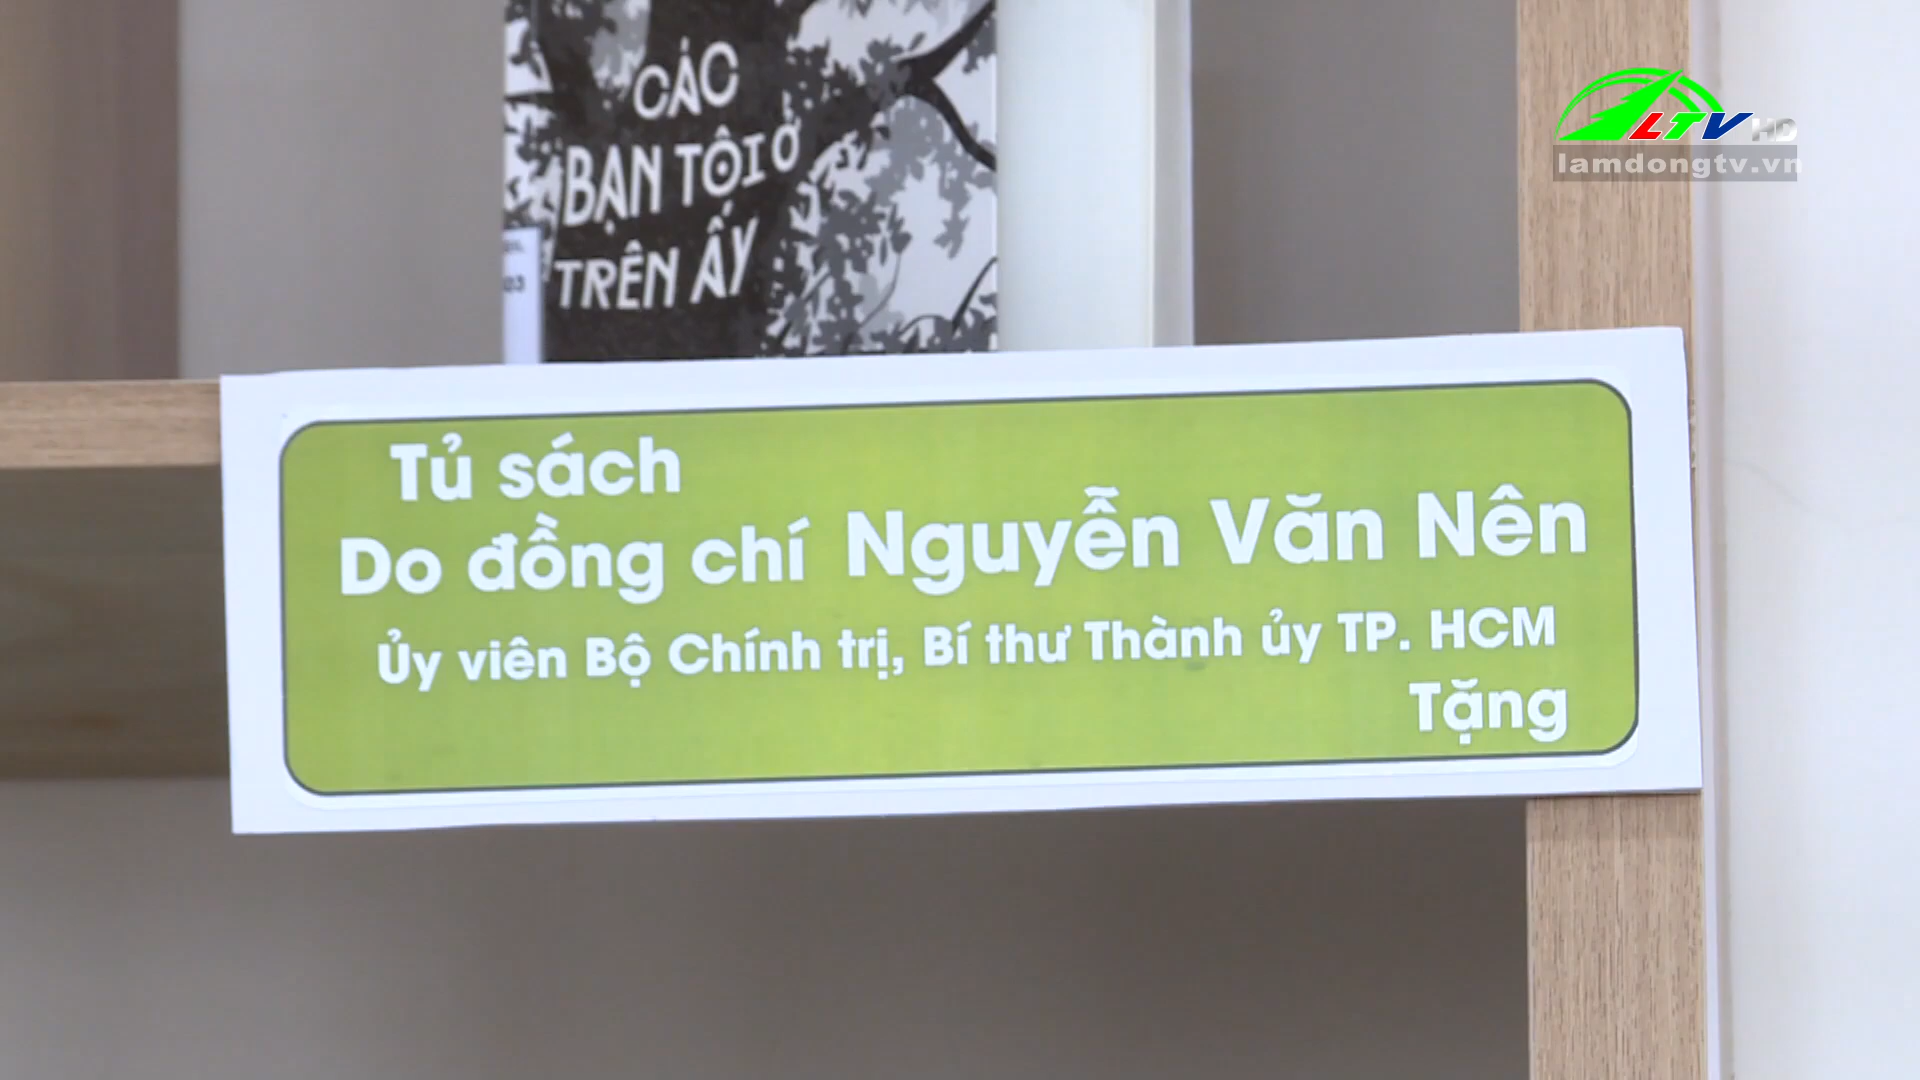 CÁC
BẠN TÔI Ở
TRÊN ẤY
03
LTV HD
lamdongtv.vn
Tủ sách
Do đồng chí Nguyễn Văn Nên
Ủy viên Bộ Chính trị, Bí thư Thành ủy TP. HCM
Tặng